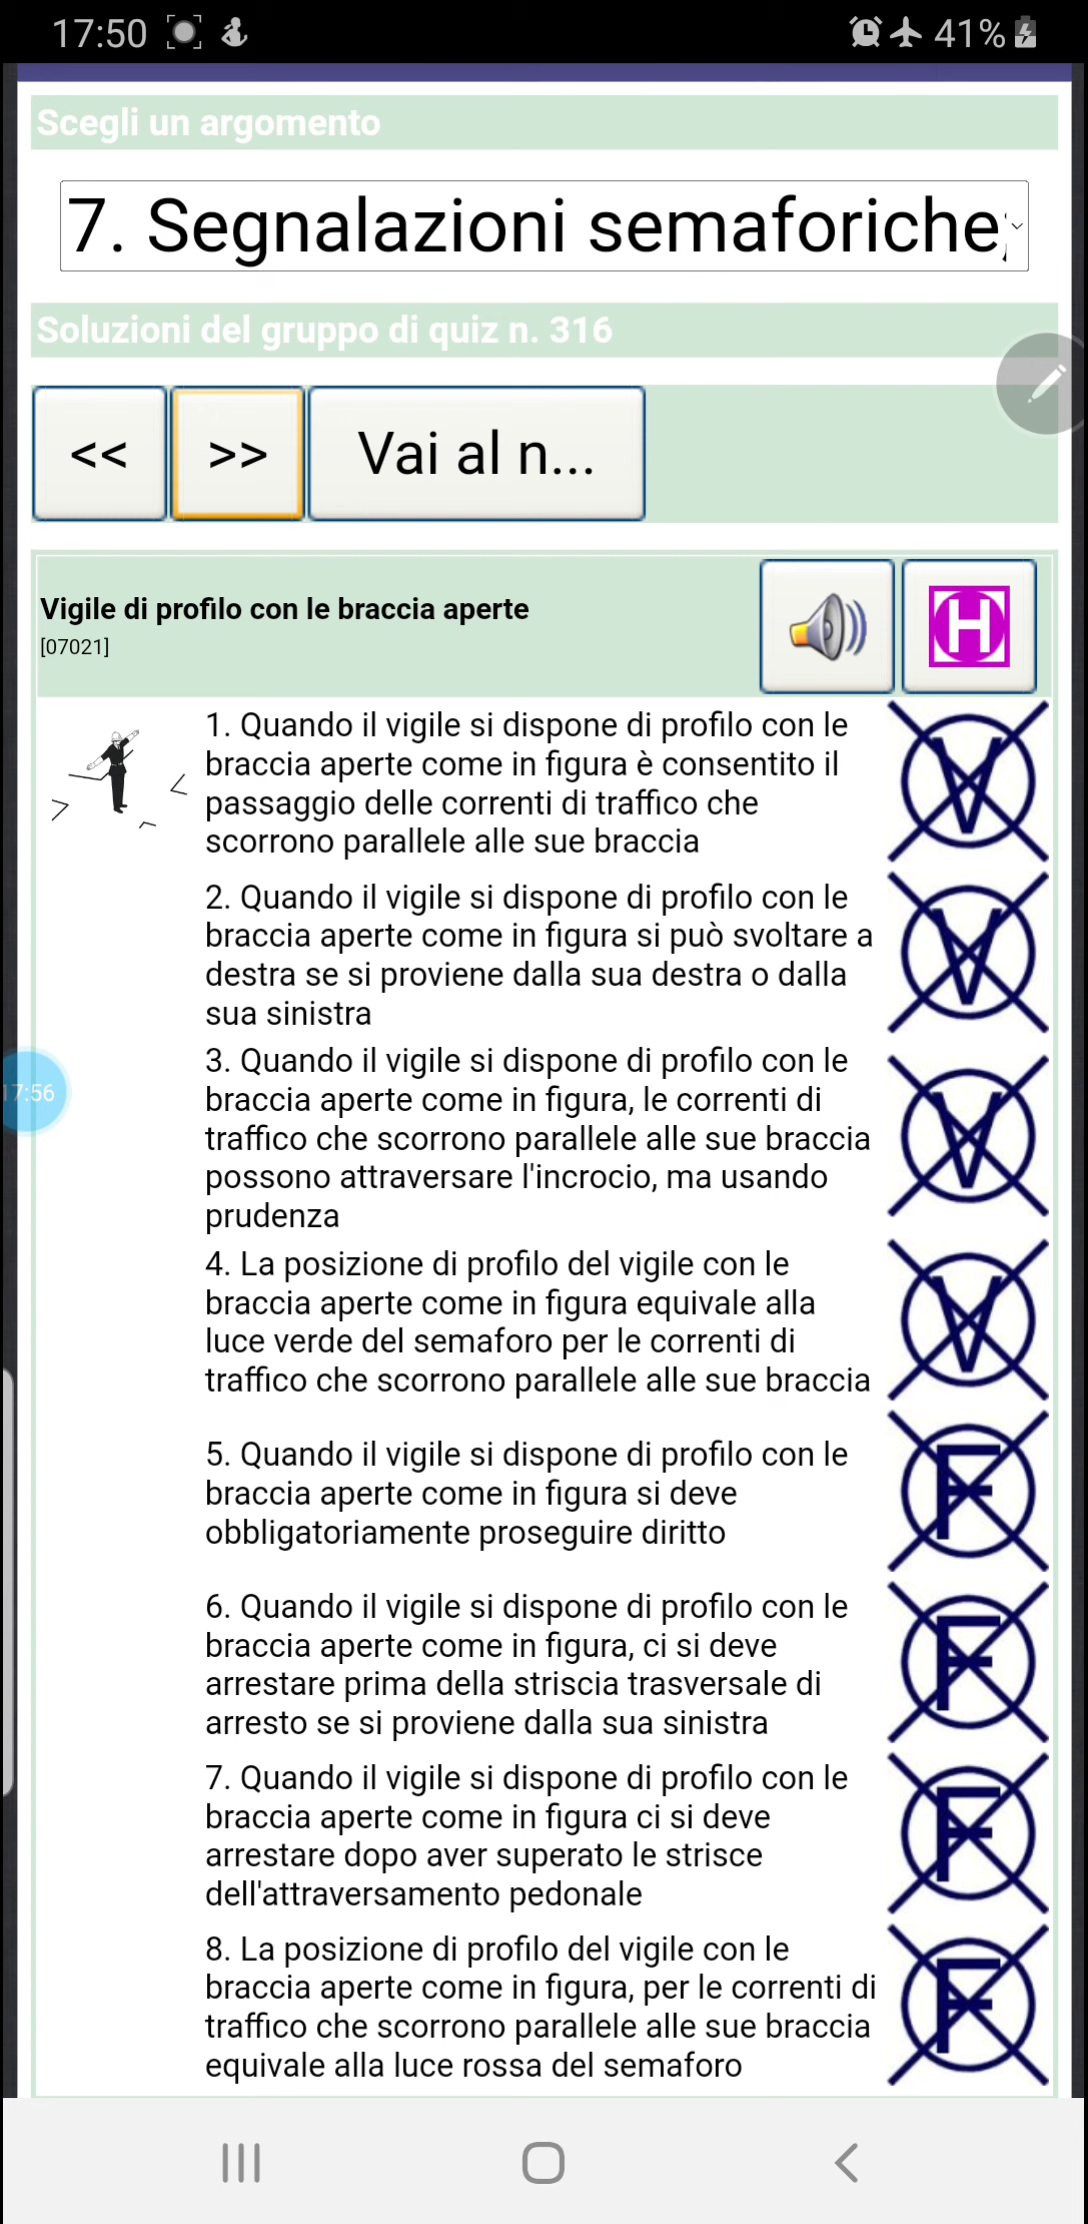 17:50
41%
Scegli un argomento
7. Segnalazioni semaforiche;
Soluzioni del gruppo di quiz n. 316
<< >> Vai al n...
Vigile di profilo con le braccia aperte
[07021]
H
1. Quando il vigile si dispone di profilo con le
braccia aperte come in figura è consentito il
passaggio delle correnti di traffico che
scorrono parallele alle sue braccia
V
2. Quando il vigile si dispone di profilo con le
braccia aperte come in figura si può svoltare a
destra se si proviene dalla sua destra o dalla
sua sinistra
V
17:56
3. Quando il vigile si dispone di profilo con le
braccia aperte come in figura, le correnti di
traffico che scorrono parallele alle sue braccia
possono attraversare l'incrocio, ma usando
prudenza
V
4. La posizione di profilo del vigile con le
braccia aperte come in figura equivale alla
luce verde del semaforo per le correnti di
traffico che scorrono parallele alle sue braccia
V
5. Quando il vigile si dispone di profilo con le
braccia aperte come in figura si deve
obbligatoriamente proseguire diritto
F
6. Quando il vigile si dispone di profilo con le
braccia aperte come in figura, ci si deve
arrestare prima della striscia trasversale di
arresto se si proviene dalla sua sinistra
F
7. Quando il vigile si dispone di profilo con le
braccia aperte come in figura ci si deve
arrestare dopo aver superato le strisce
dell'attraversamento pedonale
F
8. La posizione di profilo del vigile con le
braccia aperte come in figura, per le correnti di
traffico che scorrono parallele alle sue braccia
equivale alla luce rossa del semaforo
F